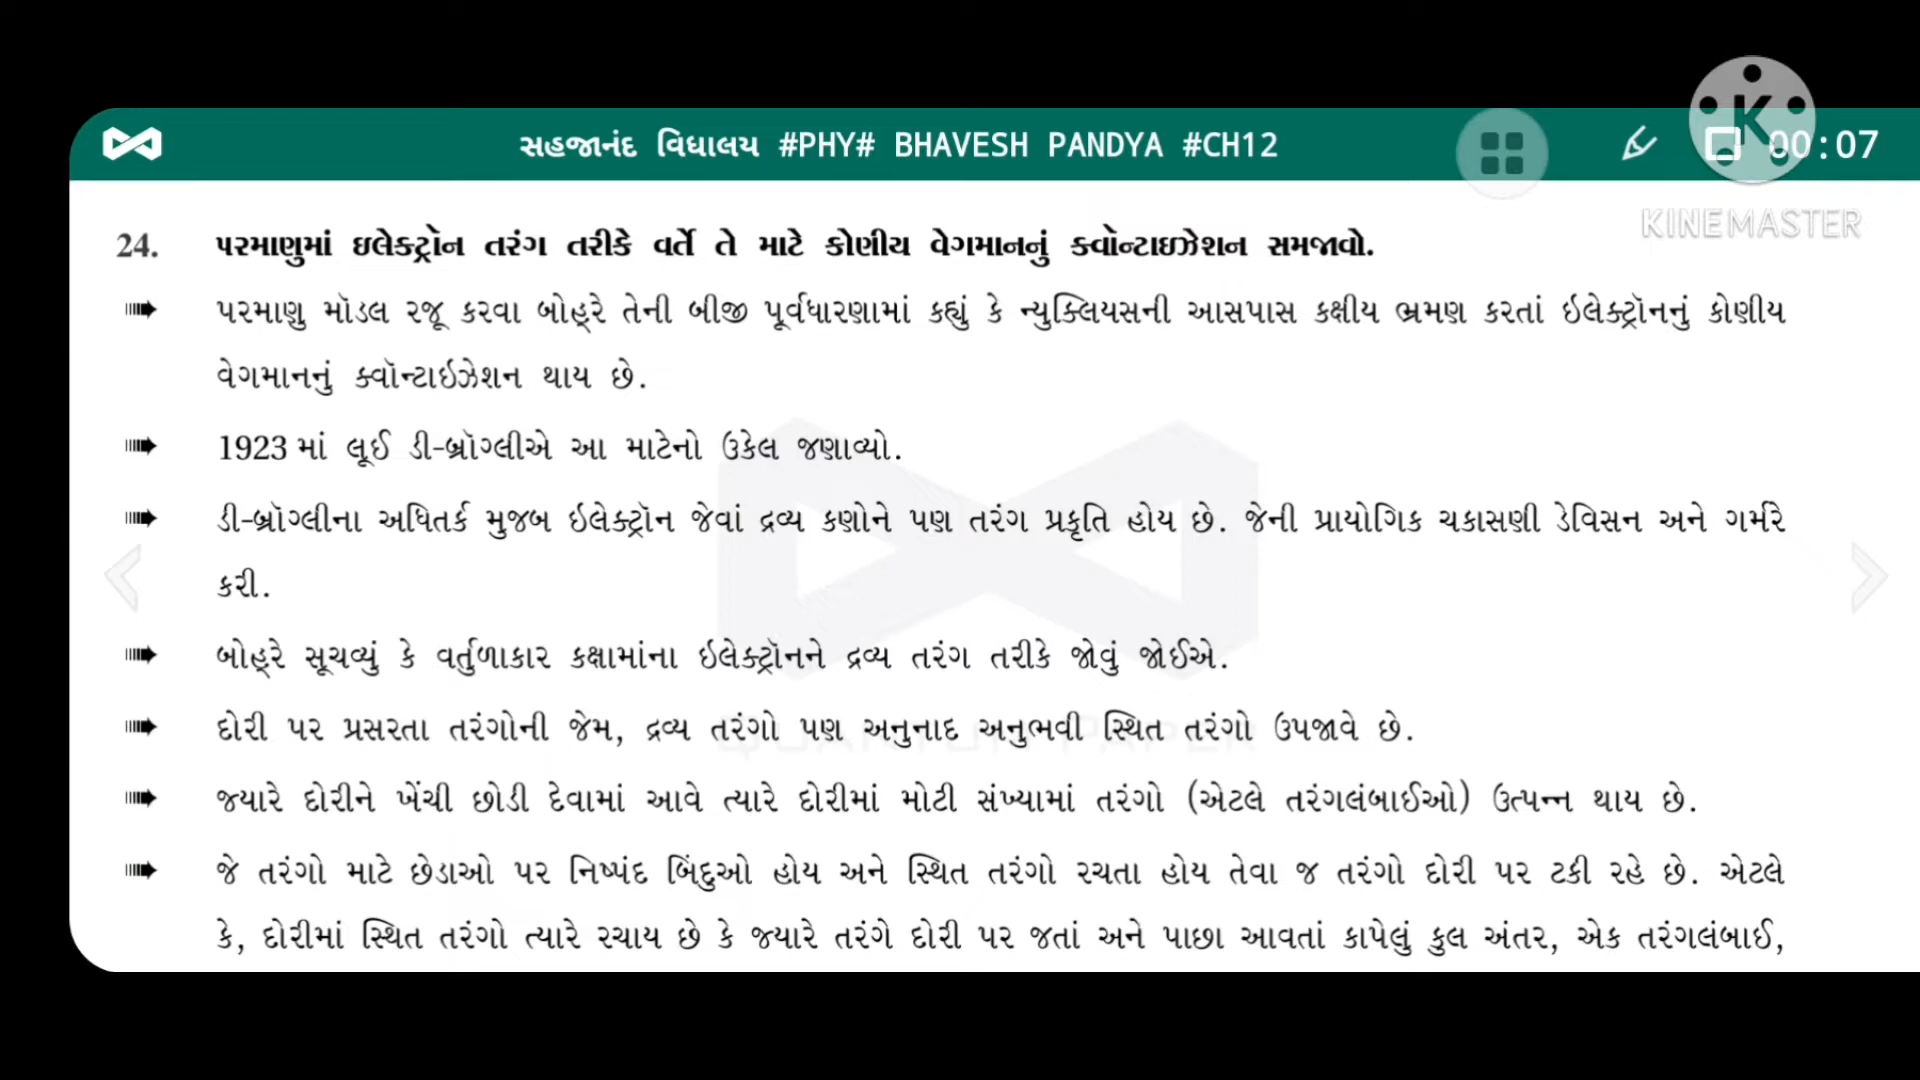 સહજાનંદ વિધાલય #PHY# BHAVESH PANDYA #CH12
00:07
KINEMASTER
24. પરમાણુમાં ઇલેક્ટ્રૉન તરંગ તરીકે વર્તે તે માટે કોણીય વેગમાનનું ક્વૉન્ટાઇઝેશન સમજાવો.
પરમાણુ મૉડલ રજૂ કરવા બોહ્‌રે તેની બીજી પૂર્વધારણામાં કહ્યું કે ન્યુક્લિયસની આસપાસ કક્ષીય ભ્રમણ કરતાં ઇલેક્ટ્રૉનનું કોણીય
વેગમાનનું ક્વૉન્ટાઇઝેશન થાય છે.
1923 માં લૂઈ ડી-બ્રૉગ્લીએ આ માટેનો ઉકેલ જણાવ્યો.
ડી-બ્રૉગ્લીના અધિતર્ક મુજબ ઇલેક્ટ્રૉન જેવાં દ્રવ્ય કણોને પણ તરંગ પ્રકૃતિ હોય છે. જેની પ્રાયોગિક ચકાસણી ડેવિસન અને ગર્મરે
કરી.
બોહ્‌રે સૂચવ્યું કે વર્તુળાકાર કક્ષામાંના ઇલેક્ટ્રૉનને દ્રવ્ય તરંગ તરીકે જોવું જોઈએ.
દોરી પર પ્રસરતા તરંગોની જેમ, દ્રવ્ય તરંગો પણ અનુનાદ અનુભવી સ્થિત તરંગો ઉપજાવે છે.
QUANTUM PAPER
જ્યારે દોરીને ખેંચી છોડી દેવામાં આવે ત્યારે દોરીમાં મોટી સંખ્યામાં તરંગો (એટલે તરંગલંબાઈઓ) ઉત્પન્ન થાય છે.
જે તરંગો માટે છેડાઓ પર નિષ્પંદ બિંદુઓ હોય અને સ્થિત તરંગો રચતા હોય તેવા જ તરંગો દોરી પર ટકી રહે છે. એટલે
કે, દોરીમાં સ્થિત તરંગો ત્યારે રચાય છે કે જ્યારે તરંગે દોરી પર જતાં અને પાછા આવતાં કાપેલું કુલ અંતર, એક તરંગલંબાઈ,